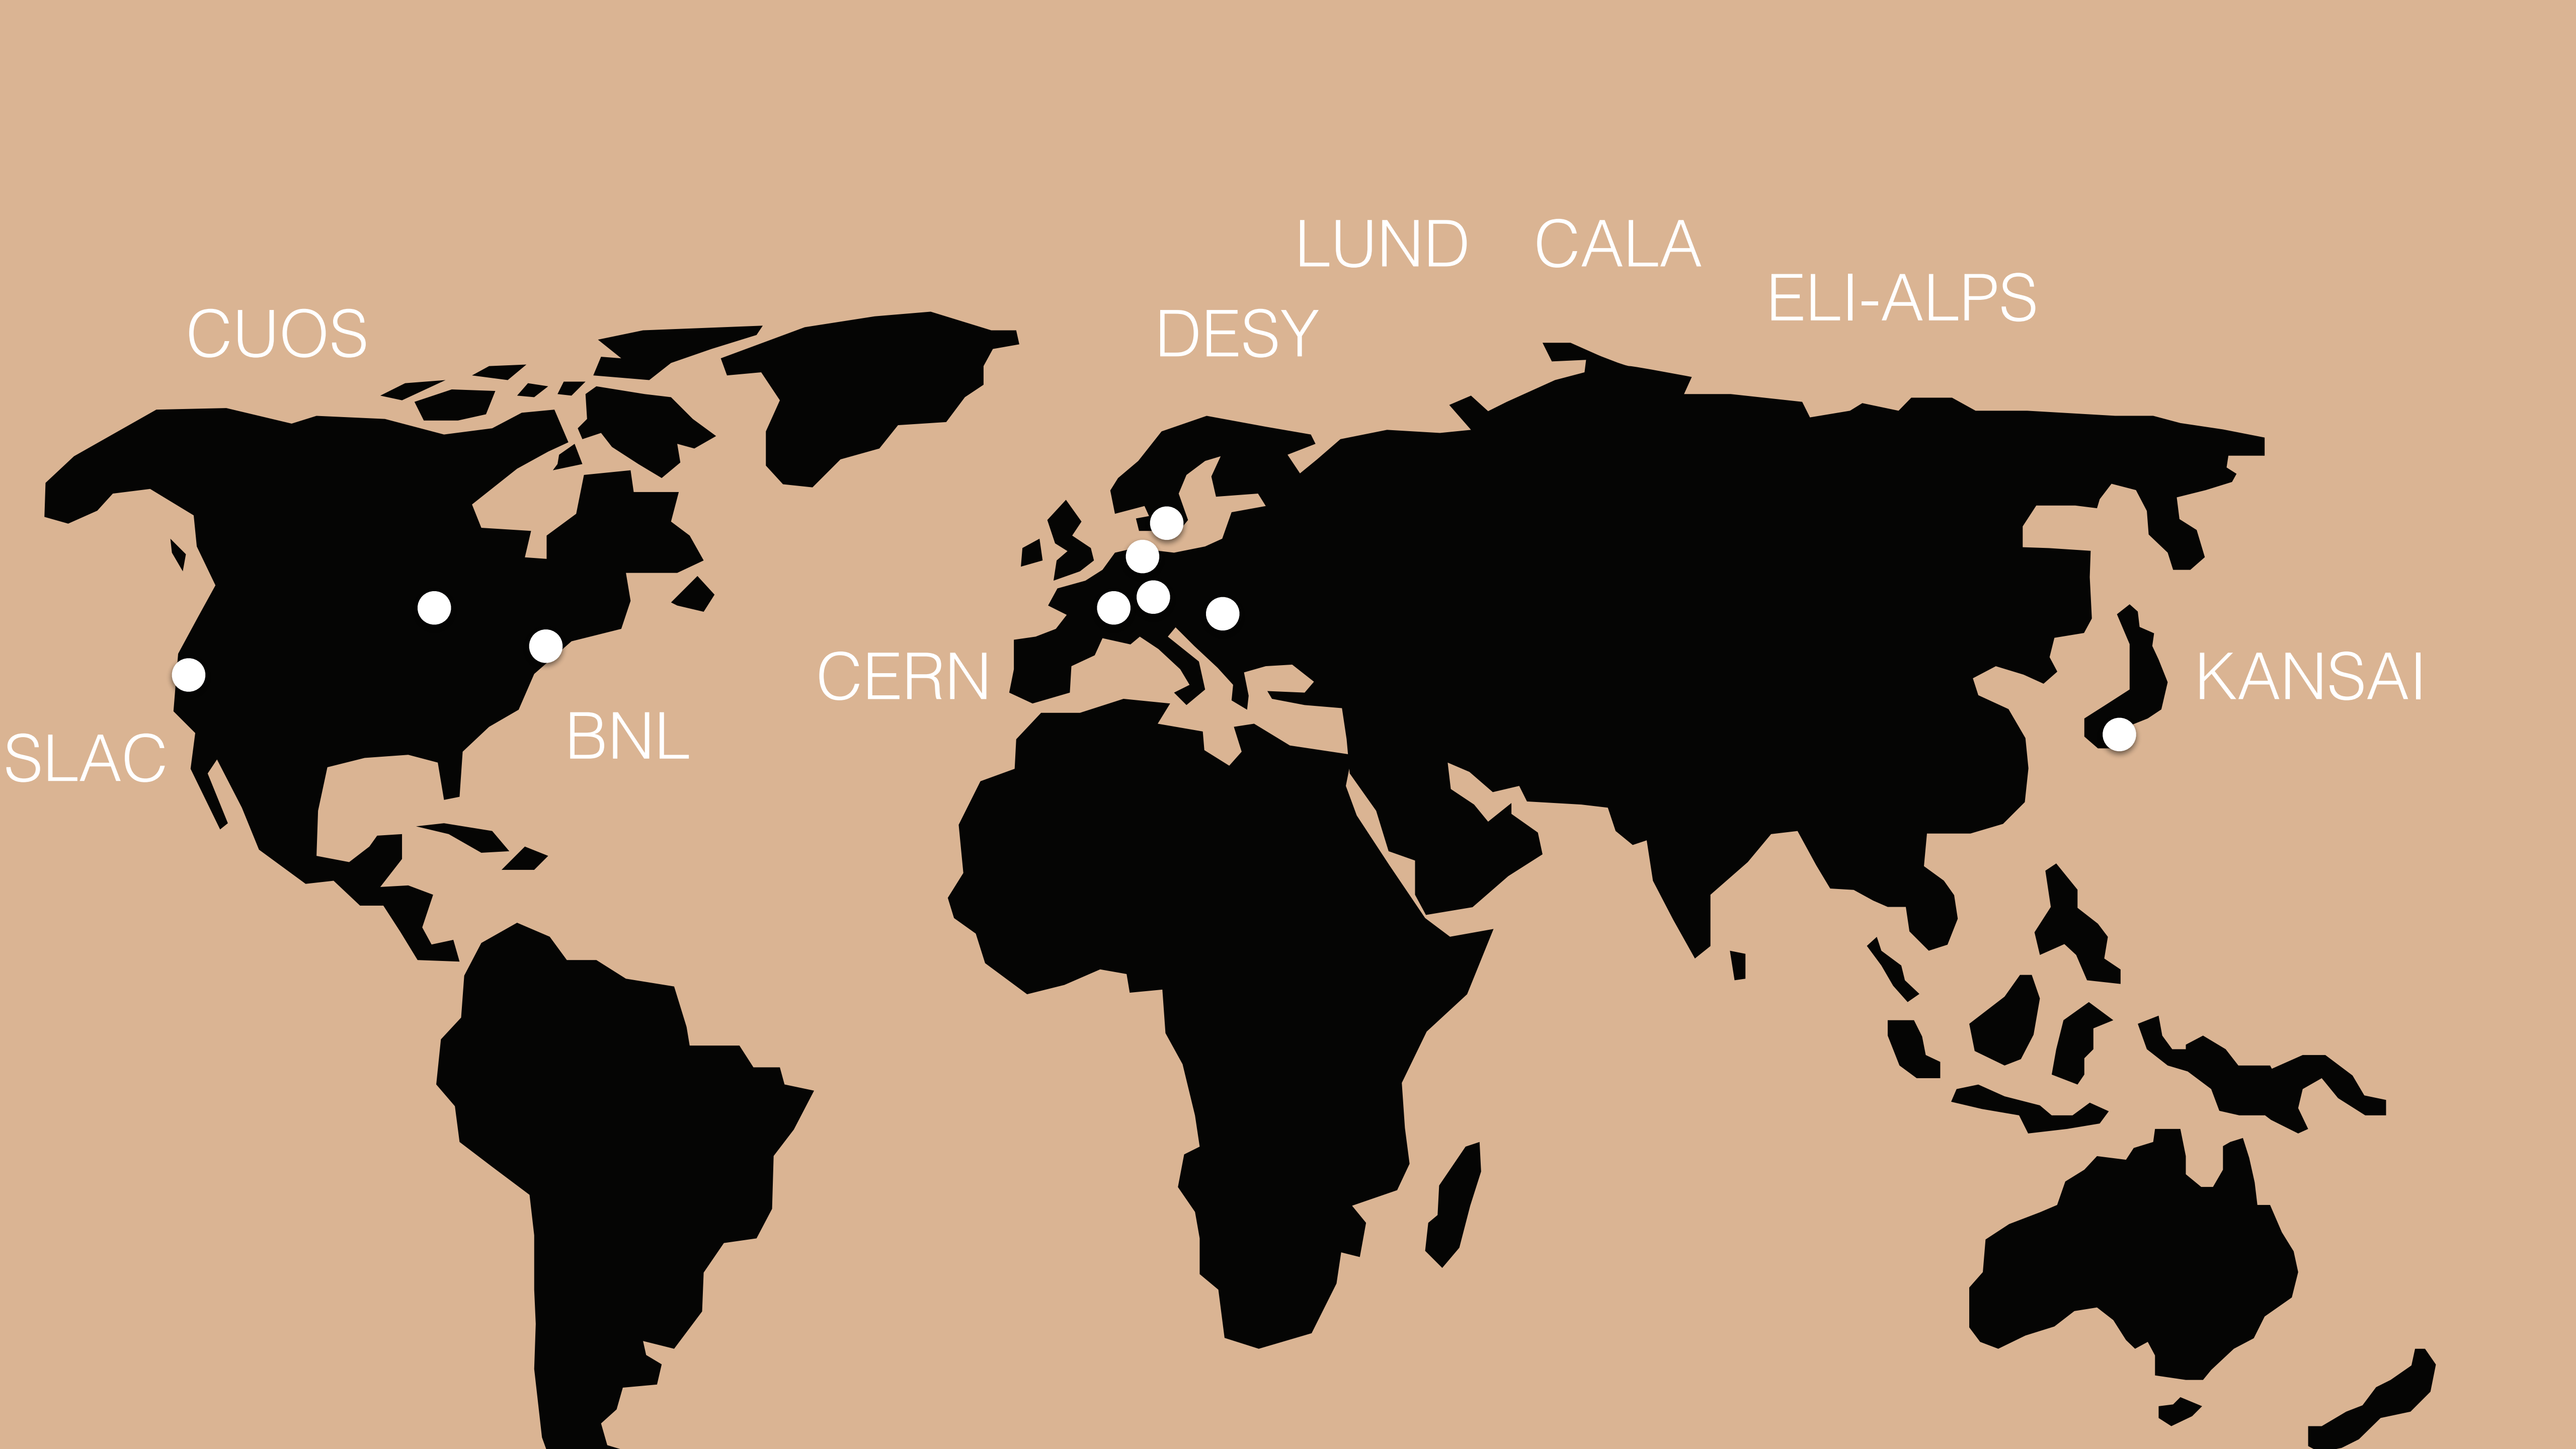 LUND
CALA
ELI-ALPS
CUOS
DESY
CERN
KANSAI
BNL
SLAC